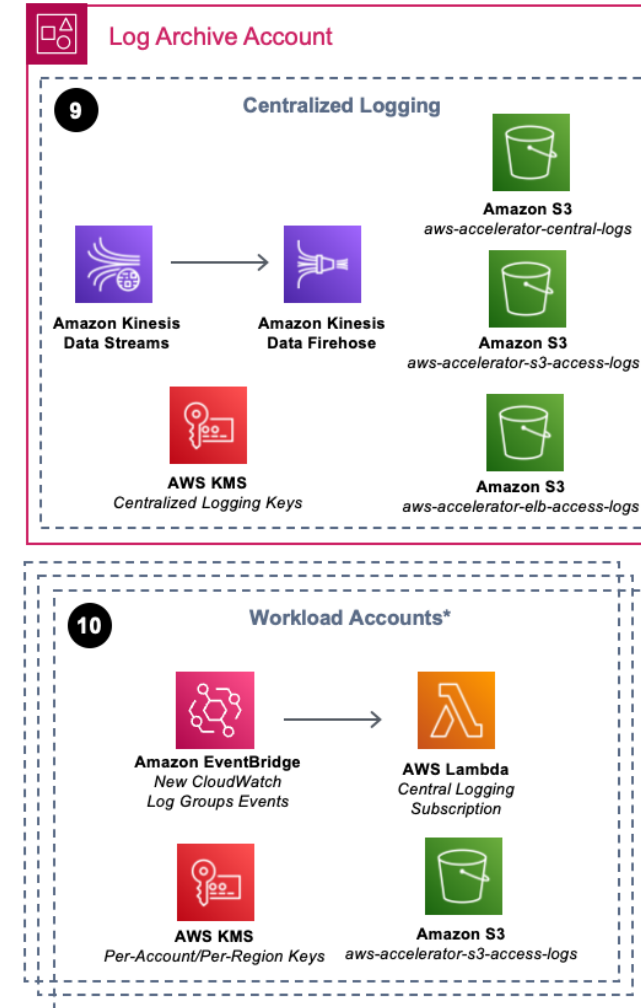 Log Archive Account
9
Centralized Logging
Amazon S3
aws-accelerator-central-logs
Amazon Kinesis
Data Streams
Amazon Kinesis
Data Firehose
Amazon S3
aws-accelerator-s3-access-logs
AWS KMS
Centralized Logging Keys
Amazon S3
aws-accelerator-elb-access-logs
10
Workload Accounts*
Amazon EventBridge
New CloudWatch
Log Groups Events
AWS Lambda
Central Logging
Subscription
AWS KMS
Per-Account/Per-Region Keys
Amazon S3
aws-accelerator-s3-access-logs